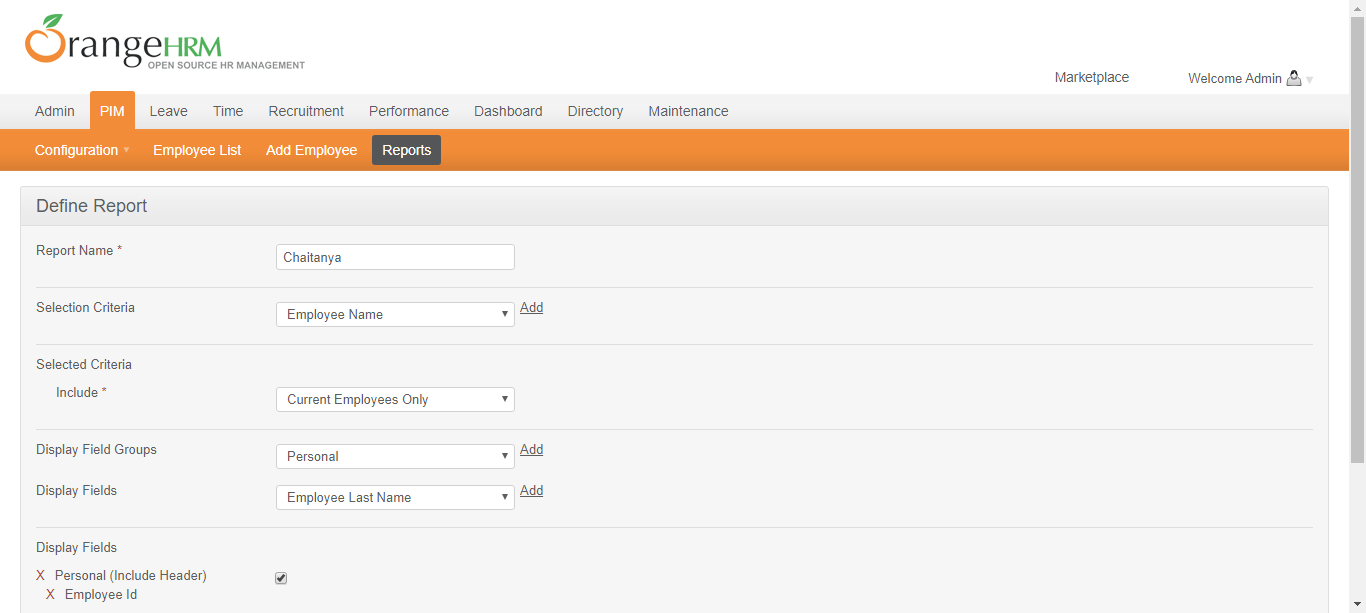 OrangeHRM
OPEN SOURCE HR MANAGEMENT
Marketplace Welcome Admin
Admin PIM Leave Time Recruitment Performance Dashboard Directory Maintenance
Configuration Employee List Add Employee Reports
Define Report
Report Name * Chaitanya
Selection Criteria Employee Name Add
Selected Criteria
Include * Current Employees Only
Display Field Groups Personal Add
Display Fields Employee Last Name Add
Display Fields
X Personal (Include Header)
X Employee Id